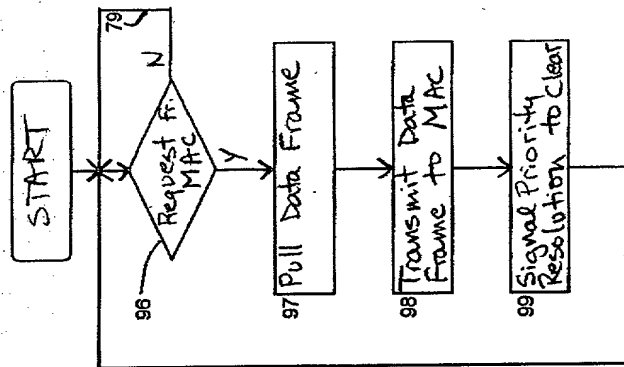 START
79
N
Request Fr.
MAC
Y
96
97 Pull Data Frame
98
Transmit Data
Frame to MAC
99
Signal Priority
Resolution to Clear